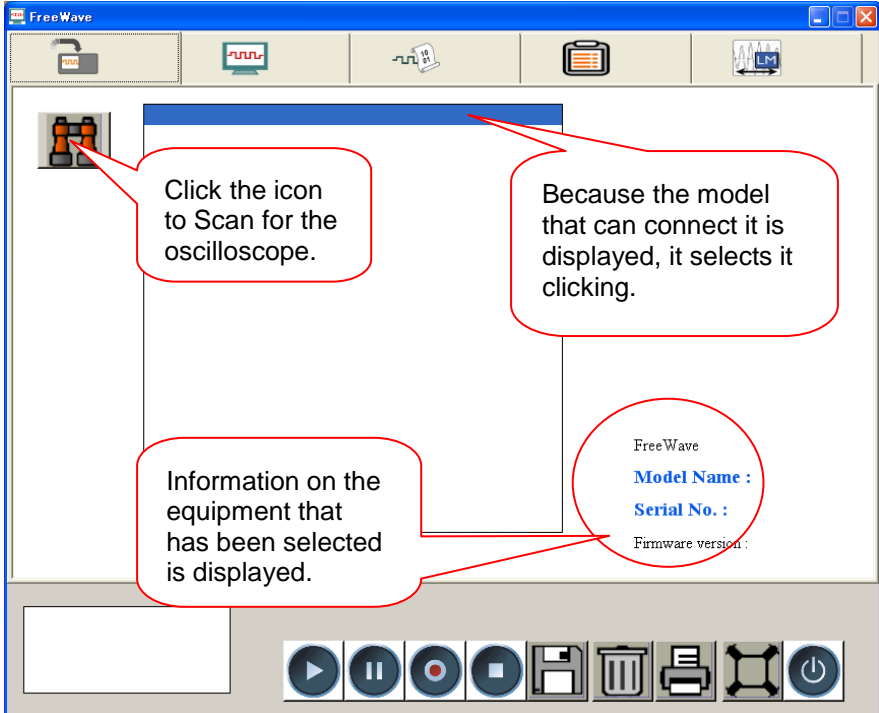 FreeWave
10
01
LM
Click the icon
to Scan for the
oscilloscope.
Because the model
that can connect it is
displayed, it selects it
clicking.
Information on the
equipment that
has been selected
is displayed.
FreeWave
Model Name :
Serial No. :
Firmware version :